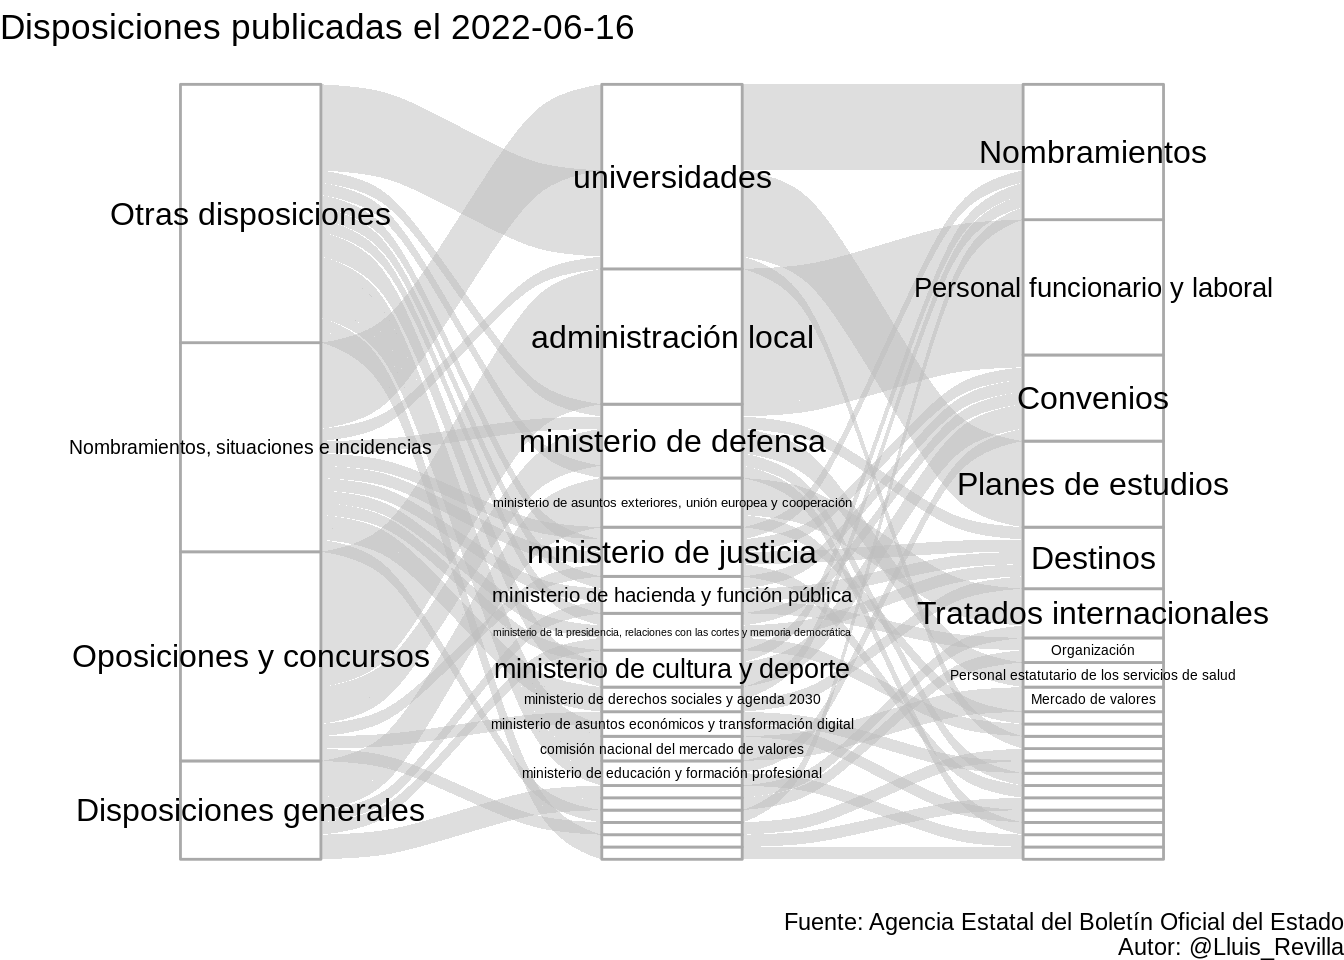 Disposiciones publicadas el 2022-06-16
Otras disposiciones
Nombramientos, situaciones e incidencias
Oposiciones y concursos
Disposiciones generales
universidades
administración local
ministerio de defensa
ministerio de asuntos exteriores, unión europea y cooperación
ministerio de justicia
ministerio de hacienda y función pública
ministerio de la presidencia, relaciones con las cortes y memoria democrática
ministerio de cultura y deporte
ministerio de derechos sociales y agenda 2030
ministerio de asuntos económicos y transformación digital
comisión nacional del mercado de valores
ministerio de educación y formación profesional
Nombramientos
Personal funcionario y laboral
Convenios
Planes de estudios
Destinos
Tratados internacionales
Organización
Personal estatutario de los servicios de salud
Mercado de valores
Fuente: Agencia Estatal del Boletín Oficial del Estado
Autor: @Lluis_Revilla